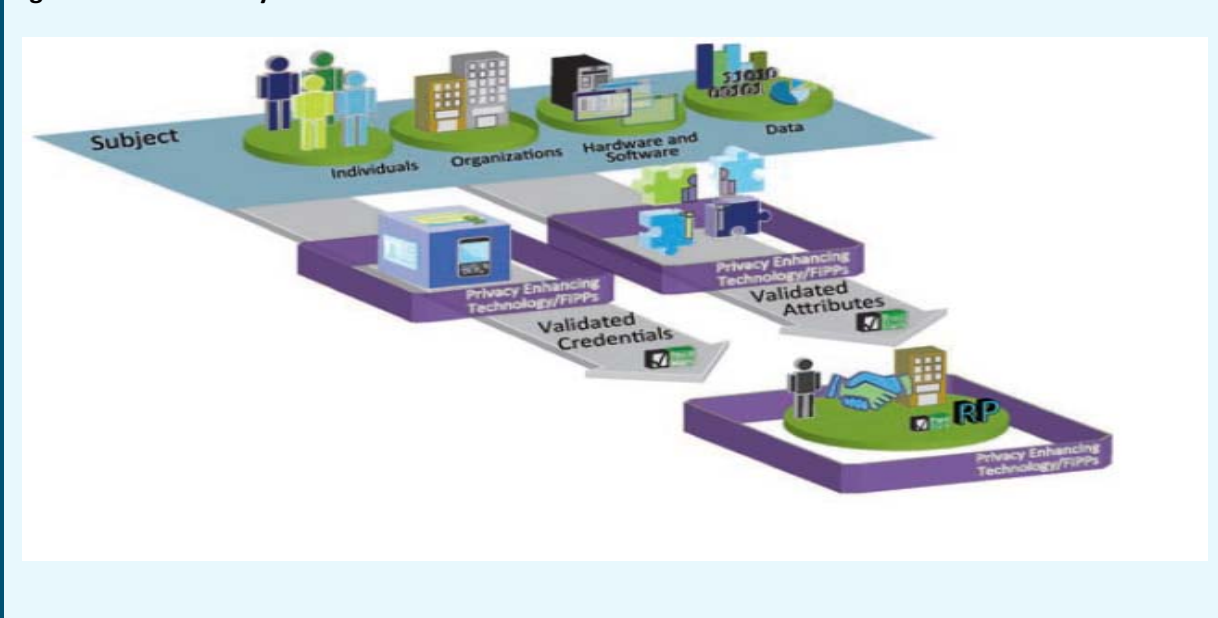 Subject
Individuals
Organizations
Hardware and
Software
Data
Privacy Enhancing
Technology/FIPPs
Privacy Enhancing
Technology/FIPPs
Validated
Attributes
Validated
Credentials
RP
Privacy Enhancing
Technology/FIPPs